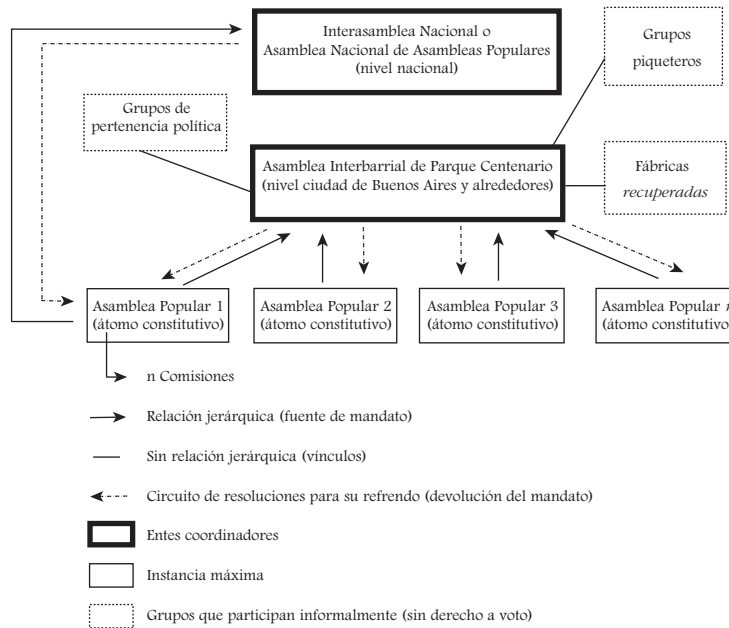 Interasamblea Nacional o
Asamblea Nacional de Asambleas Populares
(nivel nacional)
Grupos
piqueteros
Grupos de
pertenencia política
Asamblea Interbarrial de Parque Centenario
(nivel ciudad de Buenos Aires y alrededores)
Fábricas
recuperadas
Asamblea Popular 1
(átomo constitutivo)
Asamblea Popular 2
(átomo constitutivo)
Asamblea Popular 3
(átomo constitutivo)
Asamblea Popular n
(átomo constitutivo)
n Comisiones
Relación jerárquica (fuente de mandato)
Sin relación jerárquica (vínculos)
Circuito de resoluciones para su refrendo (devolución del mandato)
Entes coordinadores
Instancia máxima
Grupos que participan informalmente (sin derecho a voto)